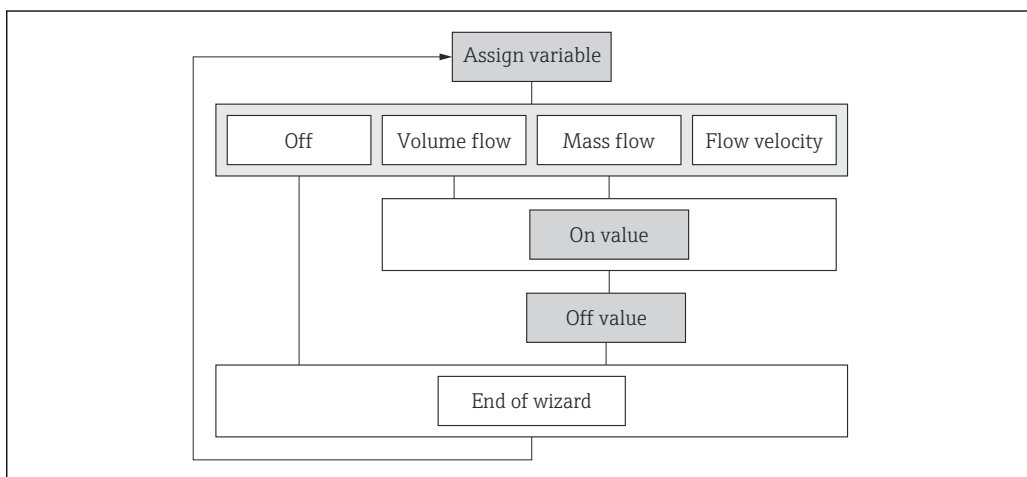 Assign variable
Off
Volume flow
Mass flow
Flow velocity
On value
Off value
End of wizard